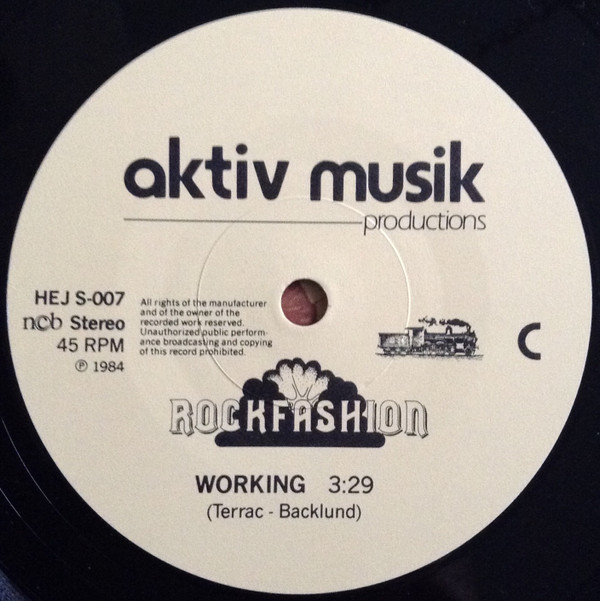 aktiv musik
productions
HEJ S-007
ncb Stereo
45 RPM
℗ 1984
All rights of the manufacturer
and of the owner of the
recorded work reserved.
Unauthorized public perform-
ance broadcasting and copying
of this record prohibited.
C
ROCKFASHION
WORKING 3:29
(Terrac - Backlund)